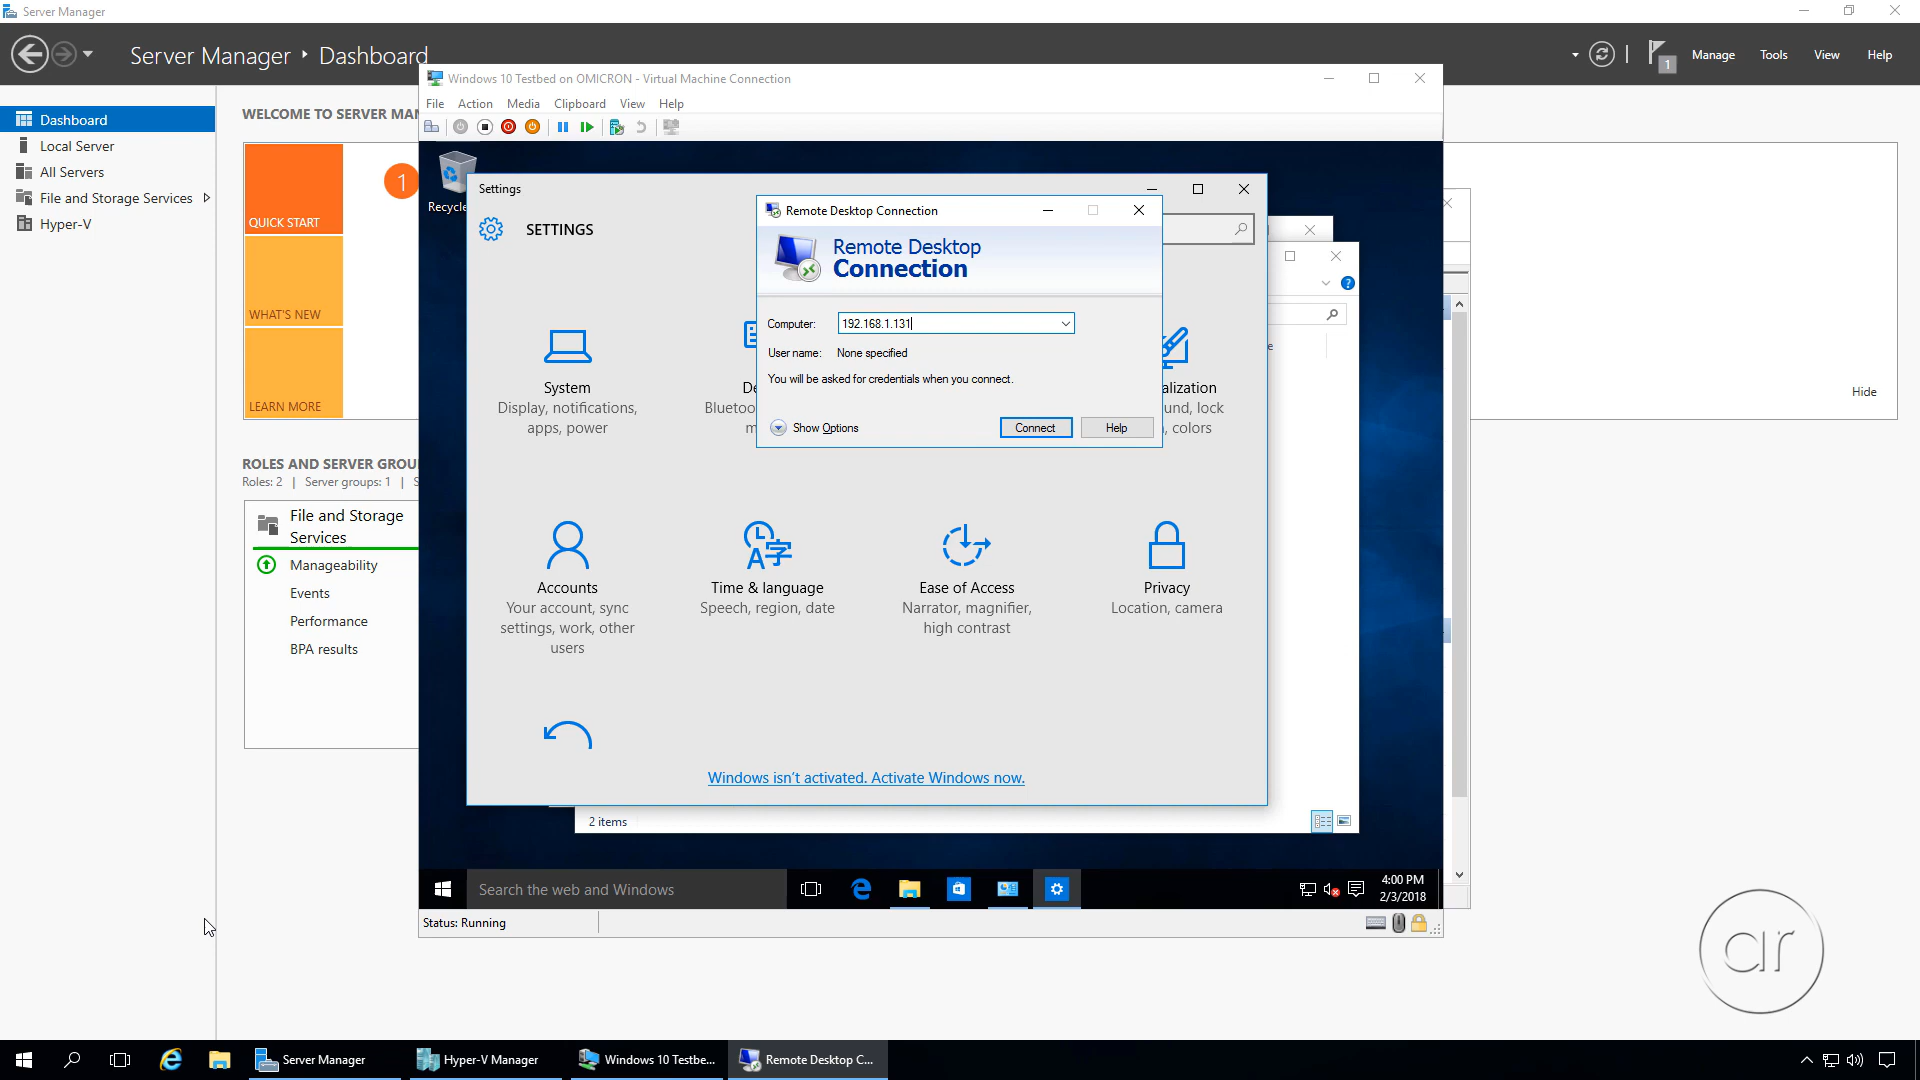 Server Manager
Server Manager ‣ Dashboard
1
Manage
Tools
View
Help
Dashboard
Local Server
All Servers
File and Storage Services
Hyper-V
WELCOME TO SERVER MAN
QUICK START
WHAT'S NEW
LEARN MORE
1
Hide
ROLES AND SERVER GROU
Roles: 2 | Server groups: 1 | S
File and Storage
Services
Manageability
Events
Performance
BPA results
Windows 10 Testbed on OMICRON - Virtual Machine Connection
File Action Media Clipboard View Help
Recycle
Settings
SETTINGS
System
Display, notifications,
apps, power
De
Bluetoo
m
alization
und, lock
, colors
Accounts
Your account, sync
settings, work, other
users
Time & language
Speech, region, date
Ease of Access
Narrator, magnifier,
high contrast
Privacy
Location, camera
Windows isn't activated. Activate Windows now.
Remote Desktop Connection
Remote Desktop
Connection
Computer:
192.168.1.131
User name:
None specified
You will be asked for credentials when you connect.
Show Options
Connect
Help
e
2 items
Search the web and Windows
4:00 PM
2/3/2018
Status: Running
ar
Server Manager
Hyper-V Manager
Windows 10 Testbe...
Remote Desktop C...